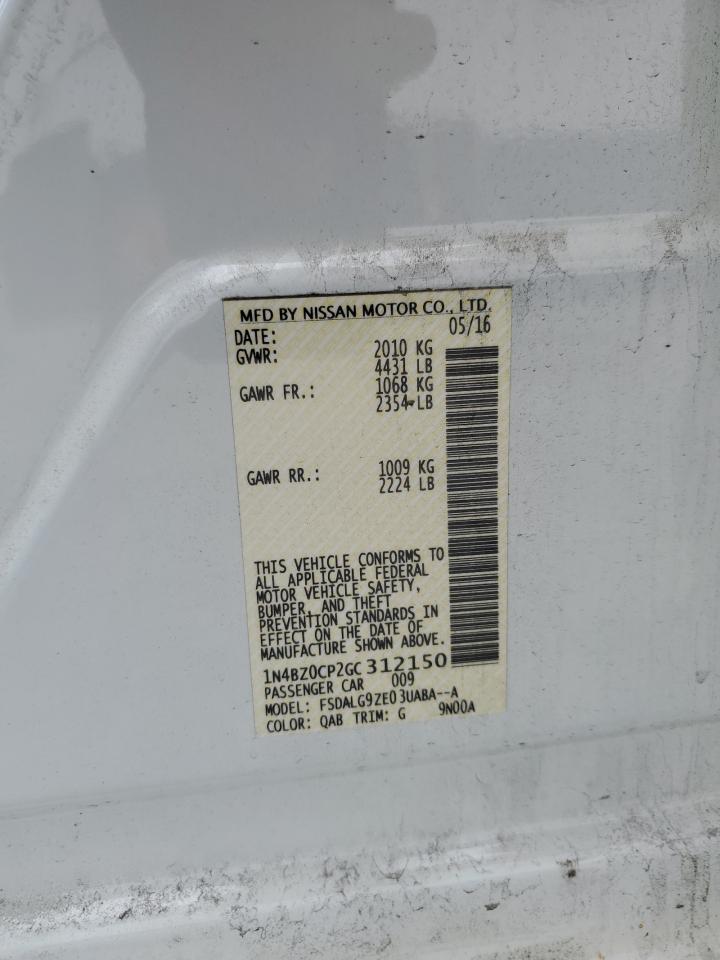 MFD BY NISSAN MOTOR CO., LTD.
DATE: 05/16
GVWR: 2010 KG
4431 LB
GAWR FR.: 1068 KG
2354 LB
GAWR RR.: 1009 KG
2224 LB
THIS VEHICLE CONFORMS TO
ALL APPLICABLE FEDERAL
MOTOR VEHICLE SAFETY,
BUMPER, AND THEFT
PREVENTION STANDARDS IN
EFFECT ON THE DATE OF
MANUFACTURE SHOWN ABOVE.
1N4BZ0CP2GC312150
PASSENGER CAR 009
MODEL: FSDALG9ZE03UABA--A
COLOR: QAB TRIM: G 9N00A